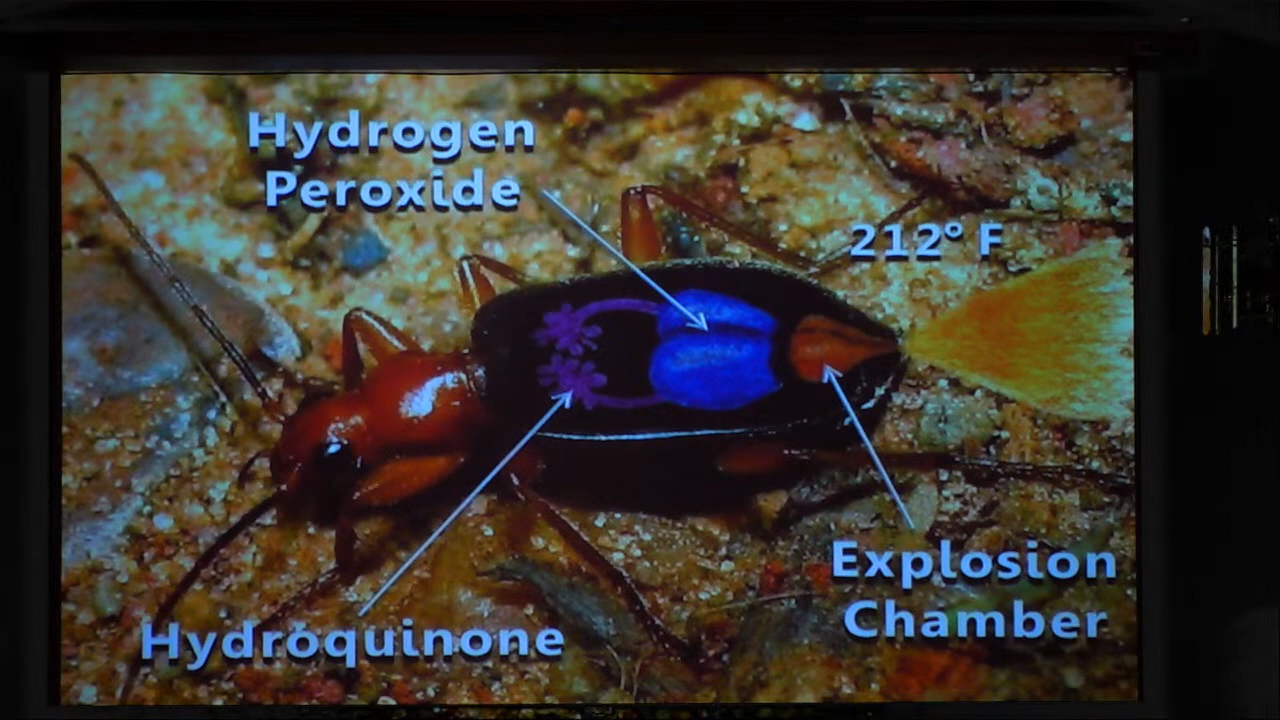 Hydrogen
Peroxide
212° F
Explosion
Chamber
Hydroquinone